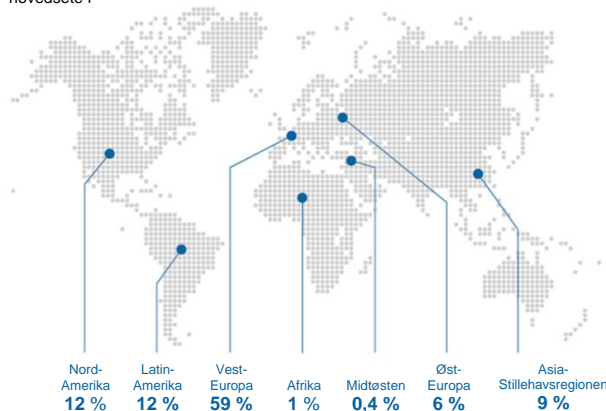 hovedsete i
Nord-
Amerika
12 %
Latin-
Amerika
12 %
Vest-
Europa
59 %
Afrika
1 %
Midtøsten
0,4 %
Øst-
Europa
6 %
Asia-
Stillehavsregionen
9 %